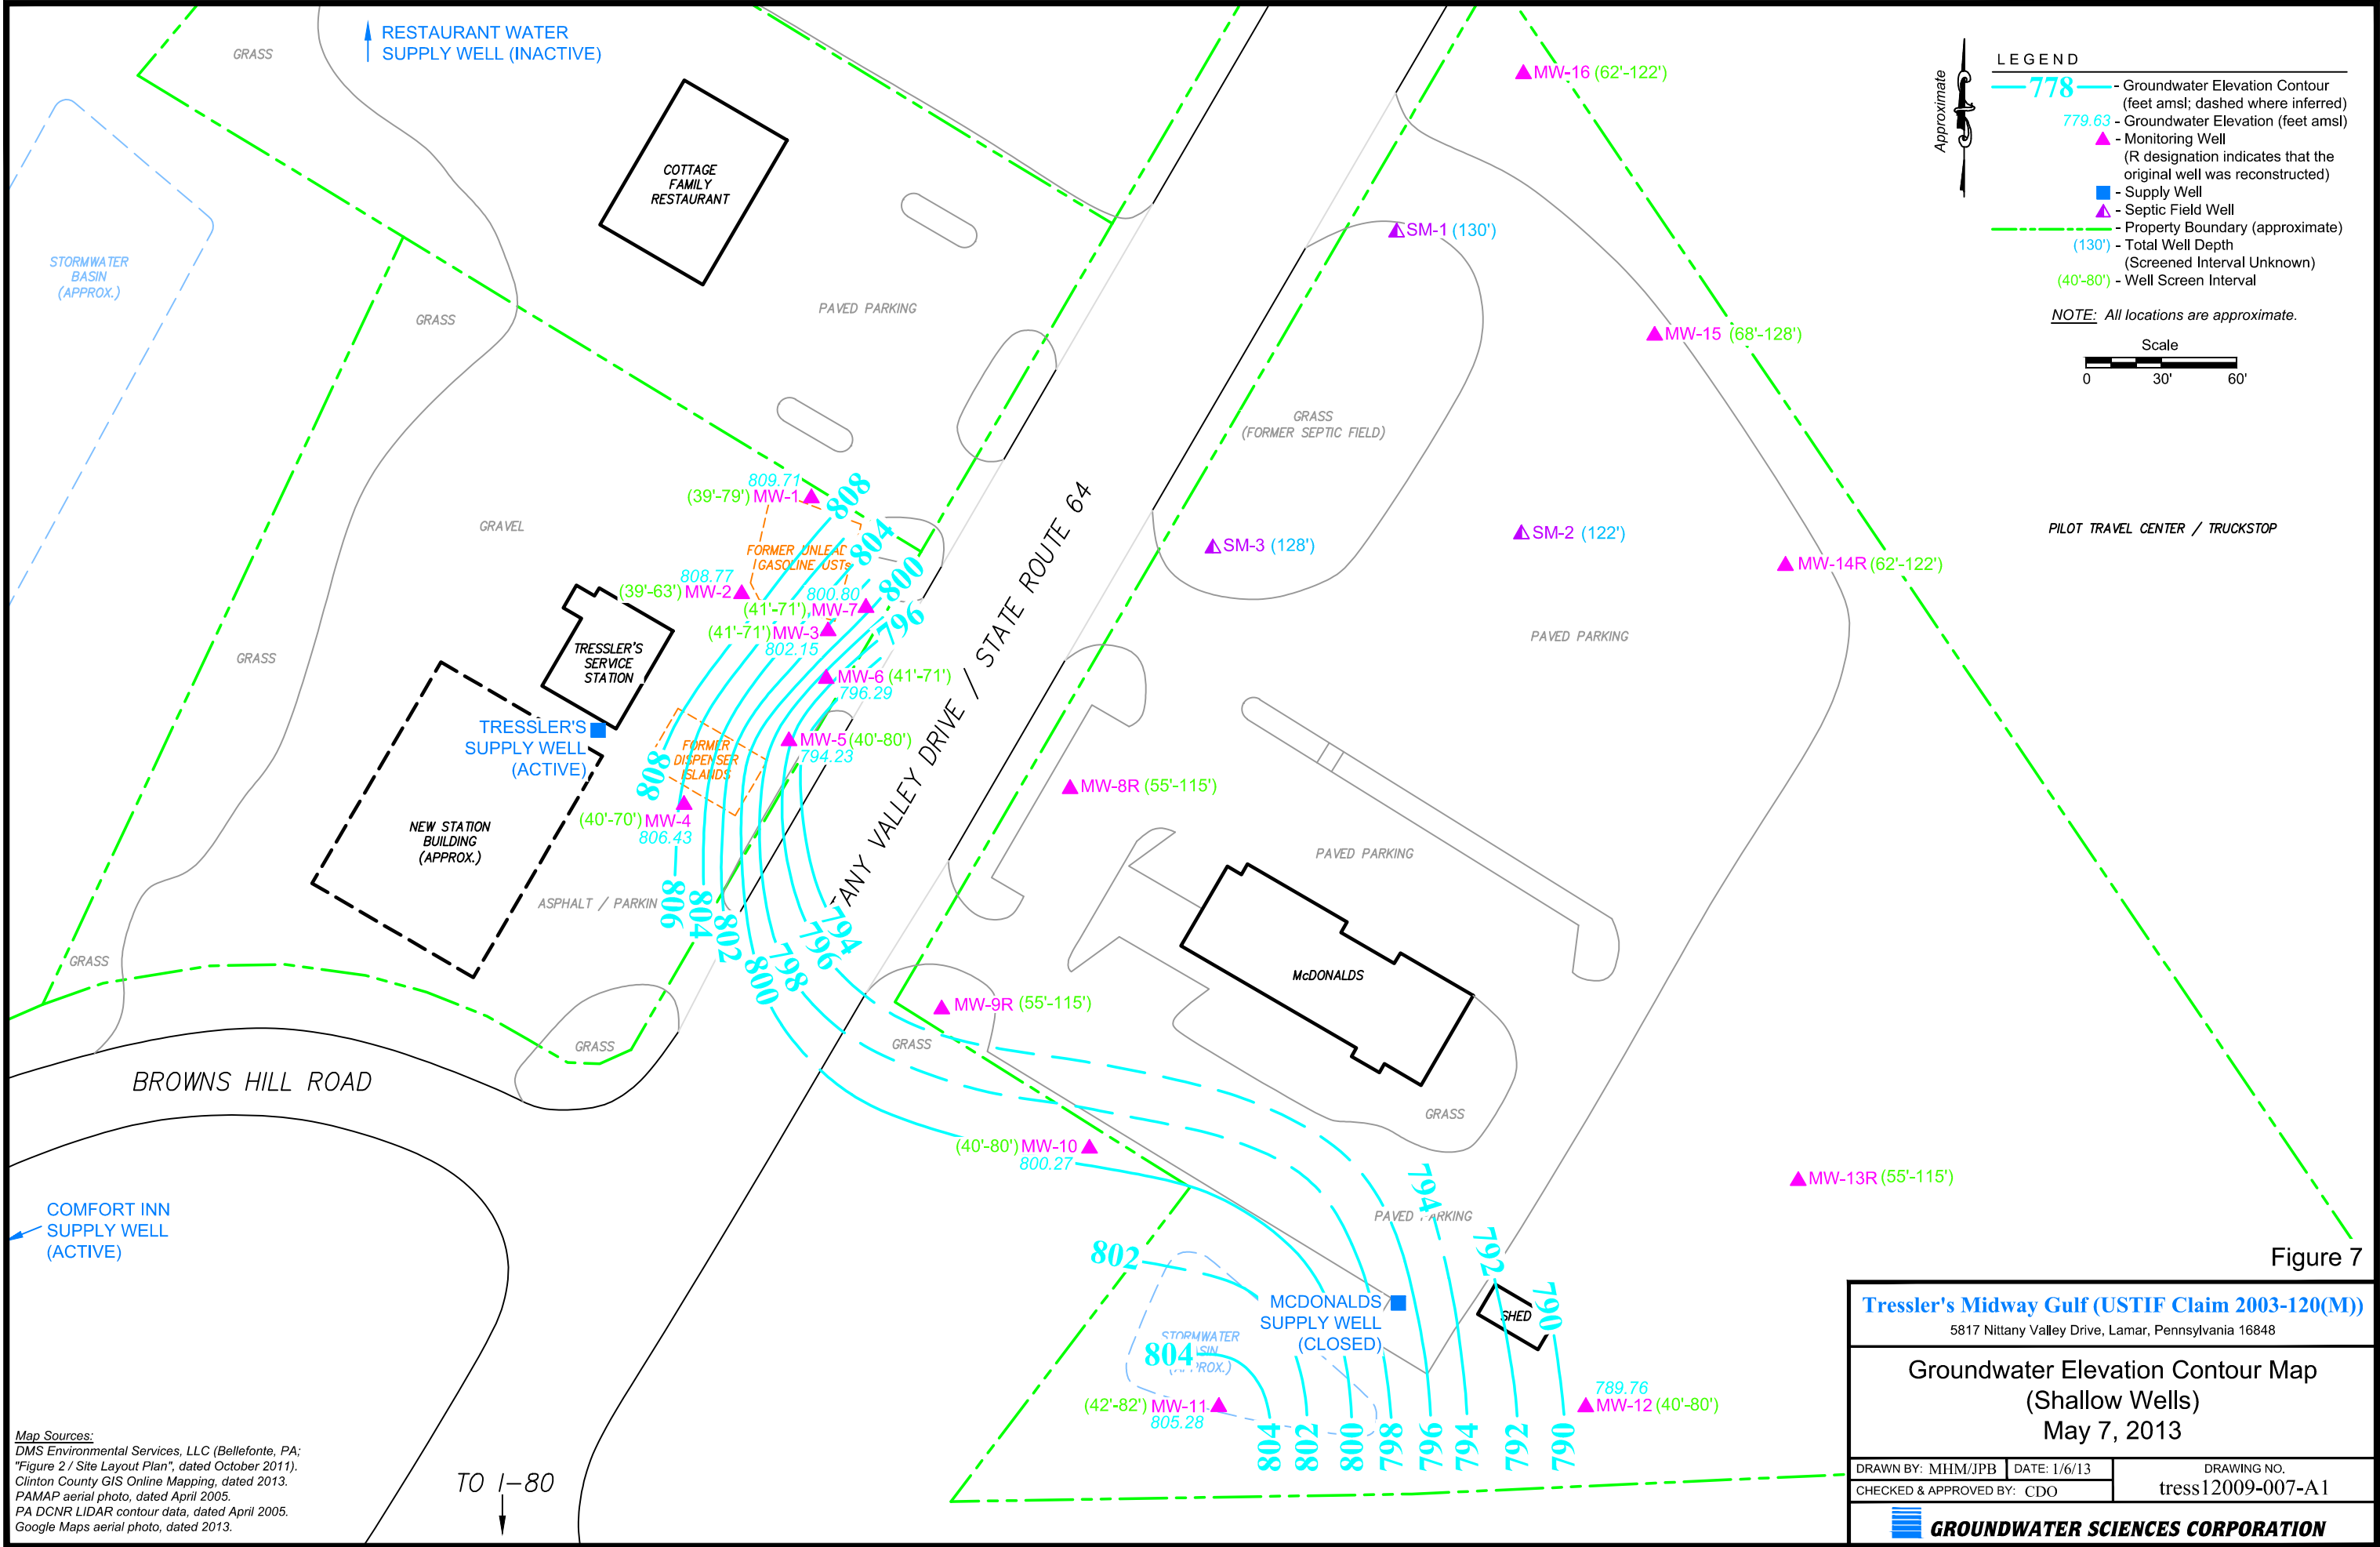 RESTAURANT WATER
SUPPLY WELL (INACTIVE)
GRASS
COTTAGE
FAMILY
RESTAURANT
STORMWATER
BASIN
(APPROX.)
GRASS
PAVED PARKING
MW-16 (62'-122')
SM-1 (130')
MW-15 (68'-128')
GRASS
(FORMER SEPTIC FIELD)
Approximate
LEGEND
778 - Groundwater Elevation Contour
(feet amsl; dashed where inferred)
779.63 - Groundwater Elevation (feet amsl)
- Monitoring Well
(R designation indicates that the
original well was reconstructed)
- Supply Well
- Septic Field Well
- Property Boundary (approximate)
(130') - Total Well Depth
(Screened Interval Unknown)
(40'-80') - Well Screen Interval
NOTE: All locations are approximate.
Scale
0 30' 60'
PILOT TRAVEL CENTER / TRUCKSTOP
809.71
(39'-79') MW-1
808
804
800
796
GRAVEL
FORMER UNLEAD
GASOLINE USTs
808.77
(39'-63') MW-2
800.80
(41'-71') MW-7
(41'-71') MW-3
802.15
MW-6 (41'-71')
796.29
MW-5 (40'-80')
794.23
SM-3 (128')
SM-2 (122')
MW-14R (62'-122')
PAVED PARKING
GRASS
TRESSLER'S
SERVICE
STATION
TRESSLER'S
SUPPLY WELL
(ACTIVE)
FORMER
DISPENSER
ISLANDS
808
(40'-70') MW-4
806.43
NEW STATION
BUILDING
(APPROX.)
ASPHALT / PARKIN
806
804
802
800
798
796
794
ANY VALLEY DRIVE / STATE ROUTE 64
MW-8R (55'-115')
PAVED PARKING
McDONALDS
MW-9R (55'-115')
GRASS
GRASS
GRASS
GRASS
BROWNS HILL ROAD
(40'-80') MW-10
800.27
MW-13R (55'-115')
COMFORT INN
SUPPLY WELL
(ACTIVE)
PAVED PARKING
794
792
790
802
MCDONALDS
SUPPLY WELL
(CLOSED)
SHED
STORMWATER
804
(42'-82') MW-11
805.28
789.76
MW-12 (40'-80')
804
802
800
798
796
794
792
790
TO I-80
Map Sources:
DMS Environmental Services, LLC (Bellefonte, PA;
"Figure 2 / Site Layout Plan", dated October 2011).
Clinton County GIS Online Mapping, dated 2013.
PAMAP aerial photo, dated April 2005.
PA DCNR LIDAR contour data, dated April 2005.
Google Maps aerial photo, dated 2013.
Figure 7
Tressler's Midway Gulf (USTIF Claim 2003-120(M))
5817 Nittany Valley Drive, Lamar, Pennsylvania 16848
Groundwater Elevation Contour Map
(Shallow Wells)
May 7, 2013
DRAWN BY: MHM/JPB
DATE: 1/6/13
DRAWING NO.
CHECKED & APPROVED BY: CDO
tress12009-007-A1
GROUNDWATER SCIENCES CORPORATION